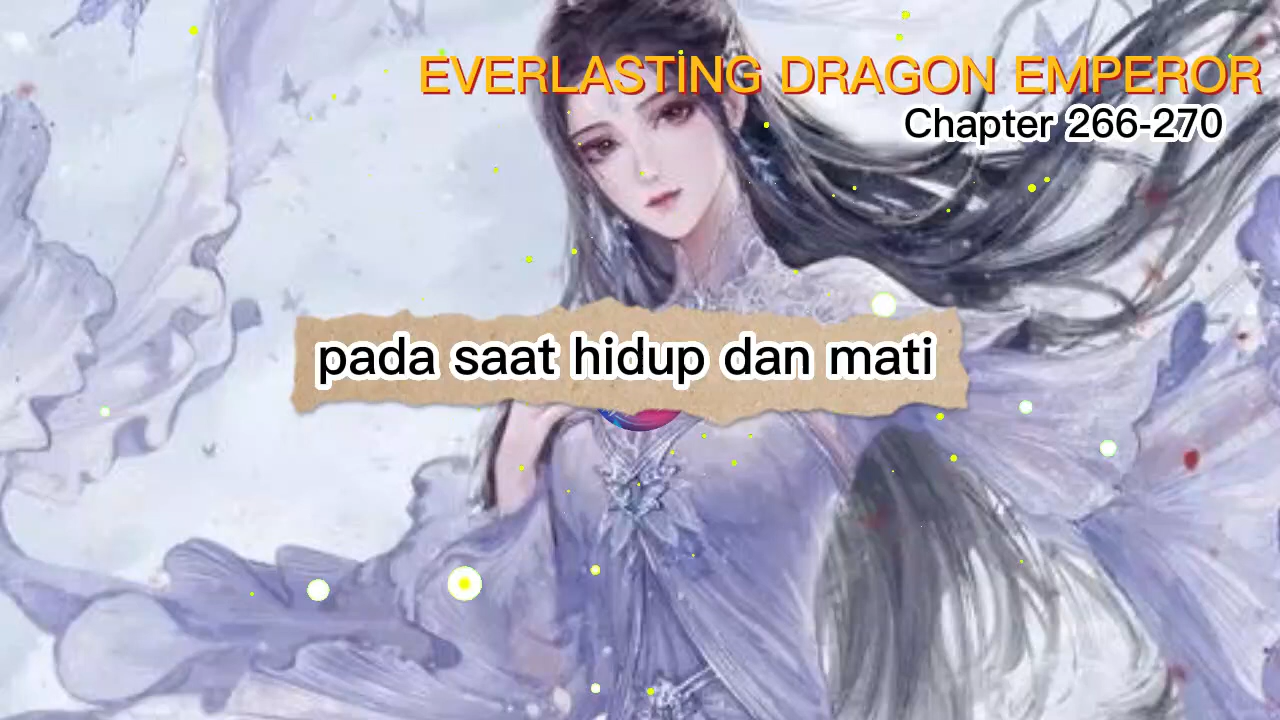 EVERLASTING DRAGON EMPEROR
Chapter 266-270
pada saat hidup dan mati